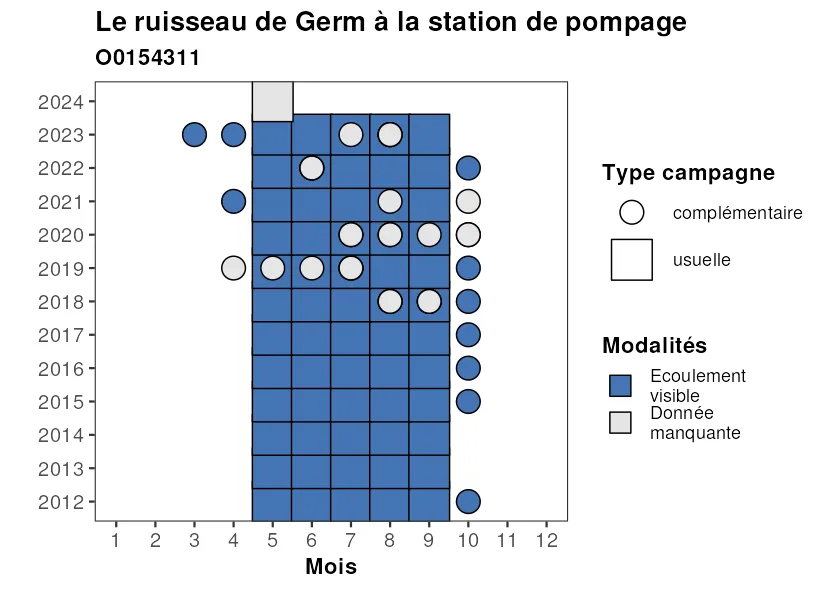 Le ruisseau de Germ à la station de pompage
O0154311
2024
2023
2022
2021
2020
2019
2018
2017
2016
2015
2014
2013
2012
1 2 3 4 5 6 7 8 9 10 11 12
Mois
Type campagne
complémentaire
usuelle
Modalités
Ecoulement
visible
Donnée
manquante